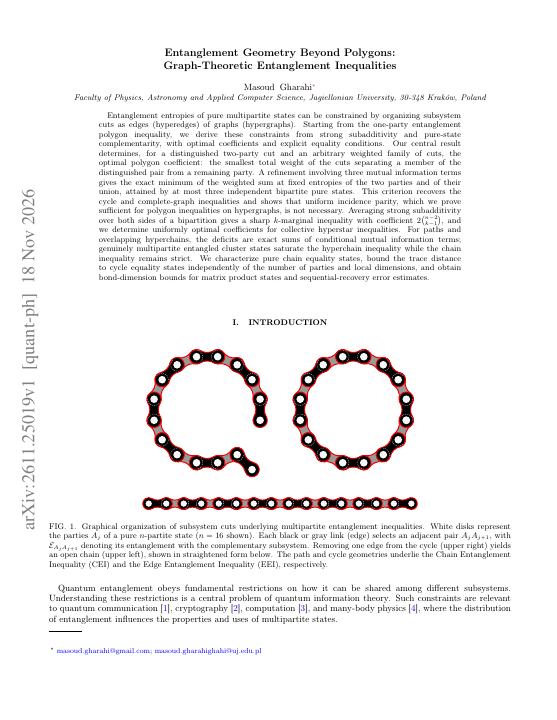 Entanglement Geometry Beyond Polygons:
Graph-Theoretic Entanglement Inequalities
Masoud Gharahi*
Faculty of Physics, Astronomy and Applied Computer Science, Jagiellonian University, 30-348 Kraków, Poland
Entanglement entropies of pure multipartite states can be constrained by organizing subsystem
cuts as edges (hyperedges) of graphs (hypergraphs). Starting from the one-party entanglement
polygon inequality, we derive these constraints from strong subadditivity and pure-state
complementarity, with optimal coefficients and explicit equality conditions. Our central result
determines, for a distinguished two-party cut and an arbitrary weighted family of cuts, the
optimal polygon coefficient: the smallest total weight of the cuts separating a member of the
distinguished pair from a remaining party. A refinement involving three mutual information terms
gives the exact minimum of the weighted sum at fixed entropies of the two parties and of their
union, attained by at most three independent bipartite pure states. This criterion recovers the
cycle and complete-graph inequalities and shows that uniform incidence parity, which we prove
sufficient for polygon inequalities on hypergraphs, is not necessary. Averaging strong subadditivity
over both sides of a bipartition gives a sharp k-marginal inequality with coefficient 2(n−2 k−1), and
we determine uniformly optimal coefficients for collective hyperstar inequalities. For paths and
overlapping hyperchains, the deficits are exact sums of conditional mutual information terms,
genuinely multipartite entangled cluster states saturate the hyperchain inequality while the chain
inequality remains strict. We characterize pure chain equality states, bound the trace distance
to cycle equality states independently of the number of parties and local dimensions, and obtain
bond-dimension bounds for matrix product states and sequential-recovery error estimates.
I. INTRODUCTION
FIG. 1. Graphical organization of subsystem cuts underlying multipartite entanglement inequalities. White disks represent
the parties Aj of a pure n-partite state (n = 16 shown). Each black or gray link (edge) selects an adjacent pair AjAj+1, with
ℰAjAj+1 denoting its entanglement with the complementary subsystem. Removing one edge from the cycle (upper right) yields
an open chain (upper left), shown in straightened form below. The path and cycle geometries underlie the Chain Entanglement
Inequality (CEI) and the Edge Entanglement Inequality (EEI), respectively.
Quantum entanglement obeys fundamental restrictions on how it can be shared among different subsystems.
Understanding these restrictions is a central problem of quantum information theory. Such constraints are relevant
to quantum communication [1], cryptography [2], computation [3], and many-body physics [4], where the distribution
of entanglement influences the properties and uses of multipartite states.
* masoud.gharahi@gmail.com; masoud.gharahighahi@uj.edu.pl
arXiv:2611.25019v1 [quant-ph] 18 Nov 2026